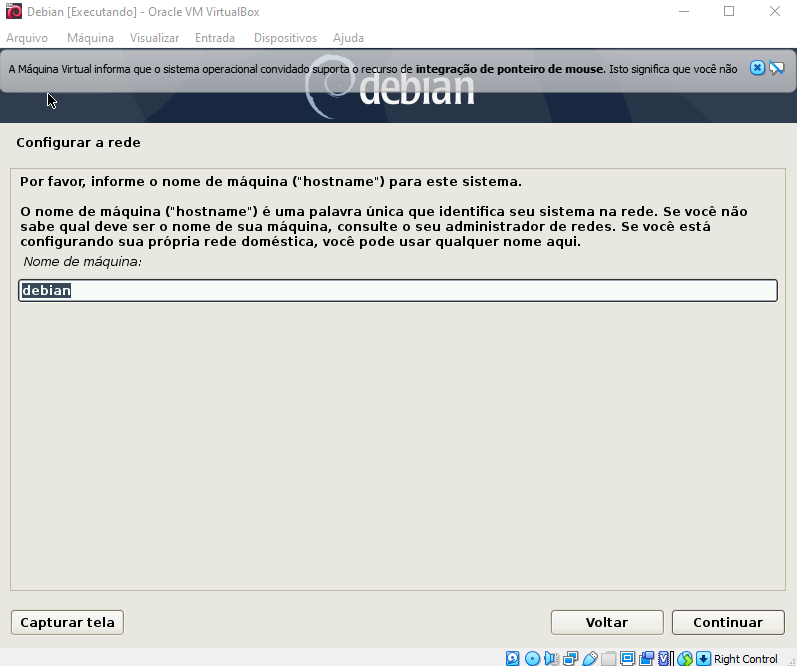 Debian [Executando] - Oracle VM VirtualBox
Arquivo Máquina Visualizar Entrada Dispositivos Ajuda
A Máquina Virtual informa que o sistema operacional convidado suporta o recurso de integração de ponteiro de mouse. Isto significa que você não
debian
Configurar a rede
Por favor, informe o nome de máquina ("hostname") para este sistema.
O nome de máquina ("hostname") é uma palavra única que identifica seu sistema na rede. Se você não
sabe qual deve ser o nome de sua máquina, consulte o seu administrador de redes. Se você está
configurando sua própria rede doméstica, você pode usar qualquer nome aqui.
Nome de máquina:
debian
Capturar tela Voltar Continuar
Right Control